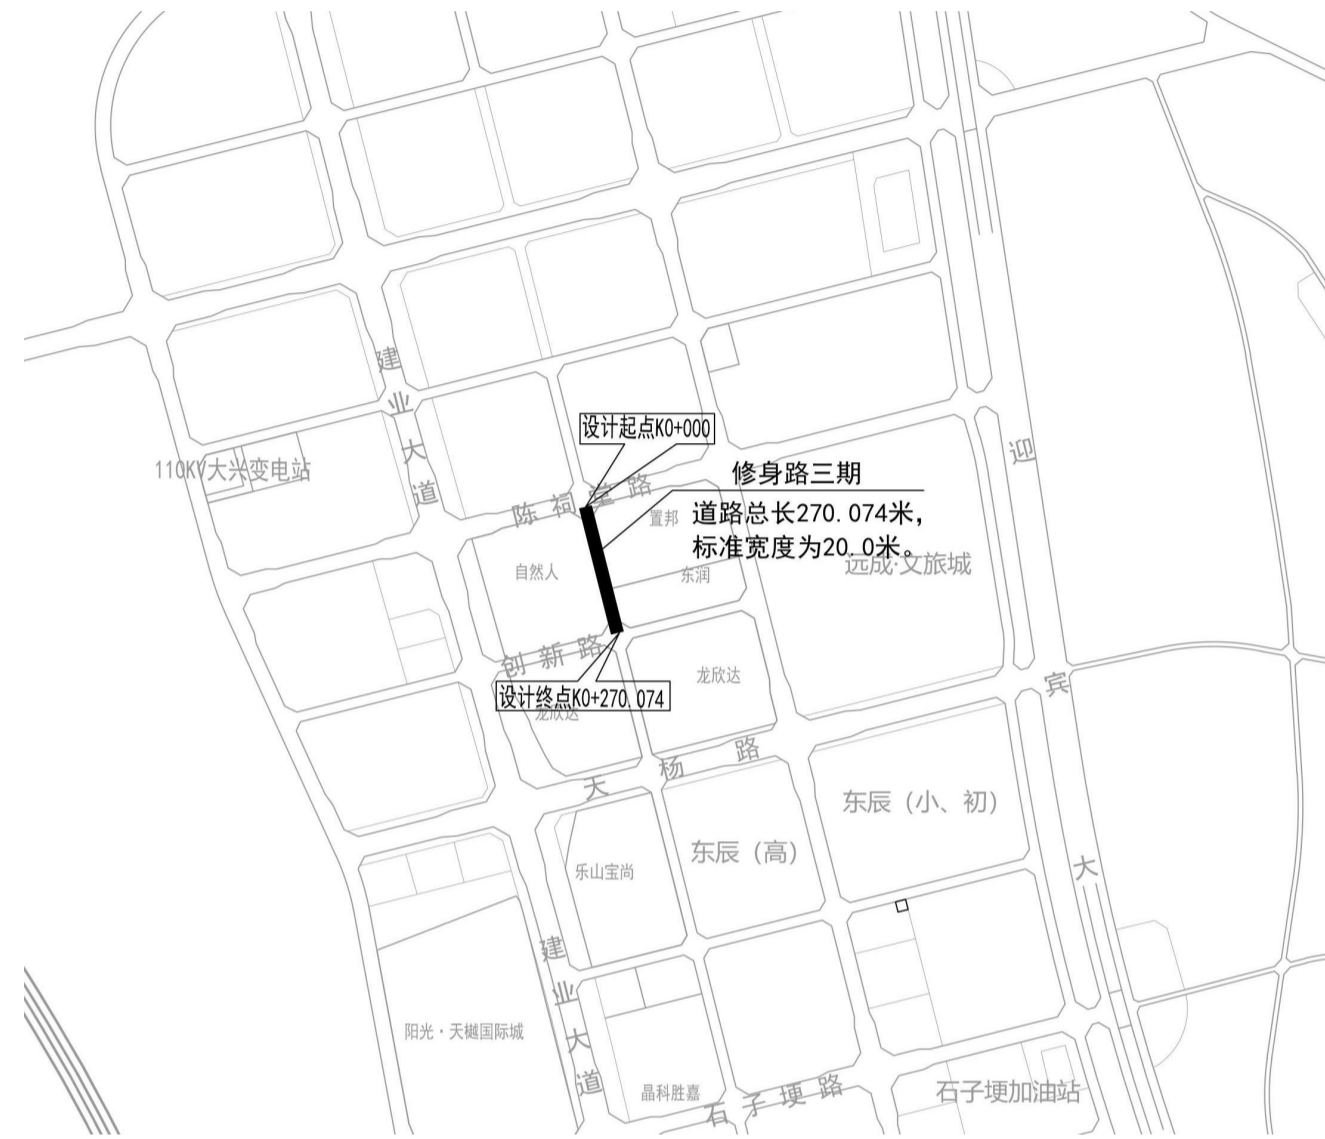 建业大道
设计起点K0+000
迎
110KV大兴变电站
陈祠堂路
修身路三期
道路总长270.074米，
标准宽度为20.0米。
置邦
自然人
东润
远成·文旅城
创新路
设计终点K0+270.074
龙欣达
龙欣达
宾
天杨路
东辰（小、初）
东辰（高）
乐山宝尚
大
建业大道
阳光·天樾国际城
晶科胜嘉
石子埂路
石子埂加油站